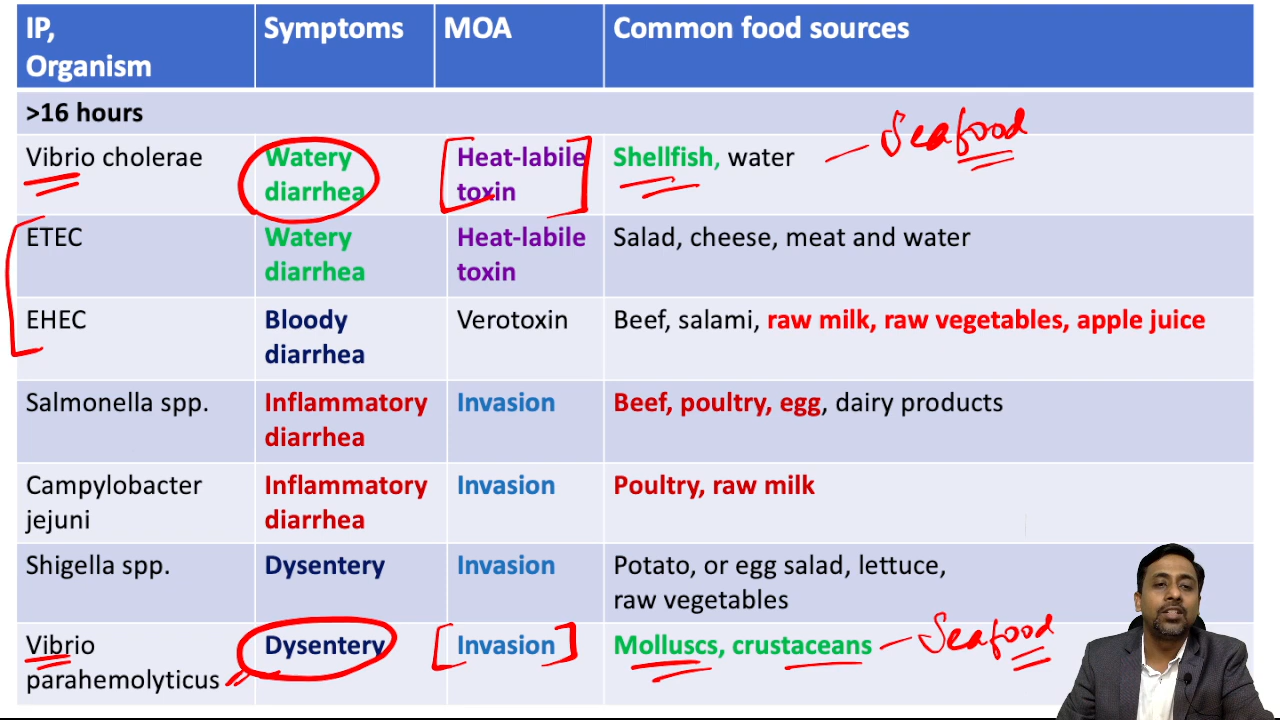 IP,
Organism
Symptoms
MOA
Common food sources
>16 hours
Vibrio cholerae
Watery
diarrhea
Heat-labile
toxin
Shellfish, water
Seafood
ETEC
Watery
diarrhea
Heat-labile
toxin
Salad, cheese, meat and water
EHEC
Bloody
diarrhea
Verotoxin
Beef, salami, raw milk, raw vegetables, apple juice
Salmonella spp.
Inflammatory
diarrhea
Invasion
Beef, poultry, egg, dairy products
Campylobacter
jejuni
Inflammatory
diarrhea
Invasion
Poultry, raw milk
Shigella spp.
Dysentery
Invasion
Potato, or egg salad, lettuce,
raw vegetables
Vibrio
parahemolyticus
Dysentery
Invasion
Molluscs, crustaceans
Seafood